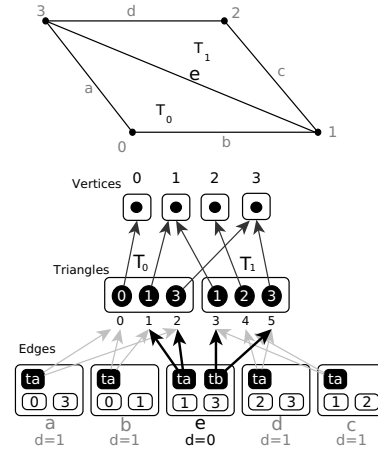 d
3
2
T1
e
a
c
T0
0
b
1
Vertices 0 1 2 3
T0 T1
Triangles
0 1 3 1 2 3
0 1 2 3 4 5
Edges
ta ta ta tb ta ta
0 3 0 1 1 3 2 3 1 2
a b e d c
d=1 d=1 d=0 d=1 d=1